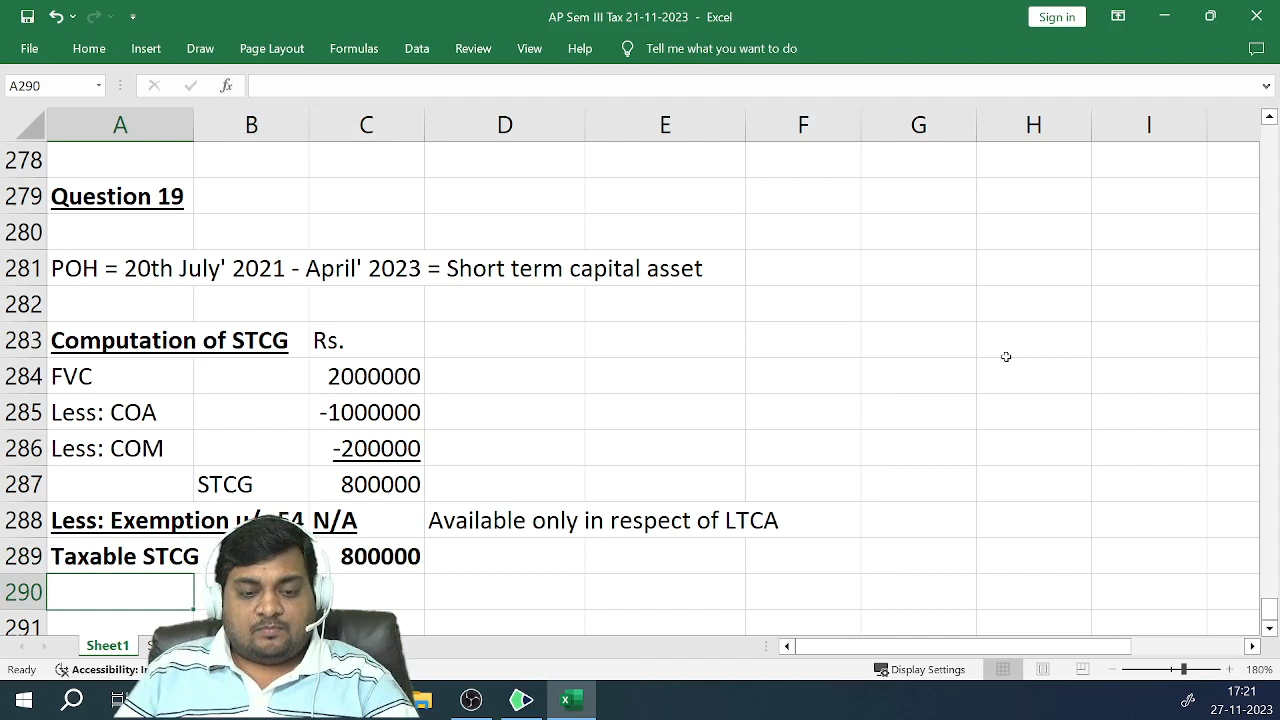 AP Sem III Tax 21-11-2023 - Excel
Sign in
File Home Insert Draw Page Layout Formulas Data Review View Help Tell me what you want to do
A290 fx
A B C D E F G H I
278
279 Question 19
280
281 POH = 20th July' 2021 - April' 2023 = Short term capital asset
282
283 Computation of STCG Rs.
284 FVC 2000000
285 Less: COA -1000000
286 Less: COM -200000
287 STCG 800000
288 Less: Exemption 54 N/A Available only in respect of LTCA
289 Taxable STCG 800000
290
291
Sheet1
Ready Accessibility: Display Settings 180%
17:21
27-11-2023